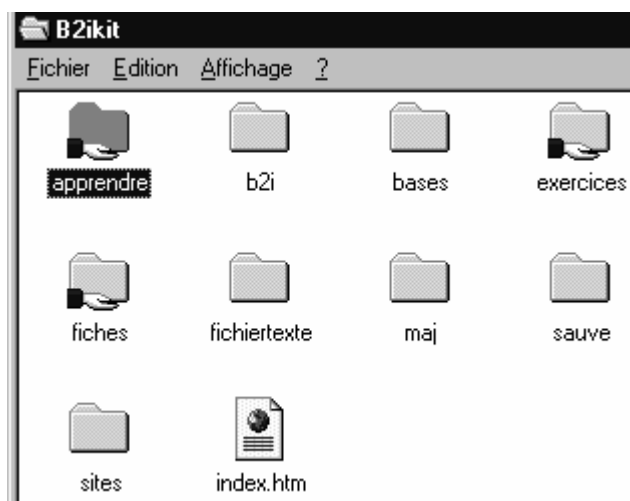 B2ikit
Fichier Edition Affichage ?
apprendre b2i bases exercices
fiches fichiertexte maj sauve
sites index.htm